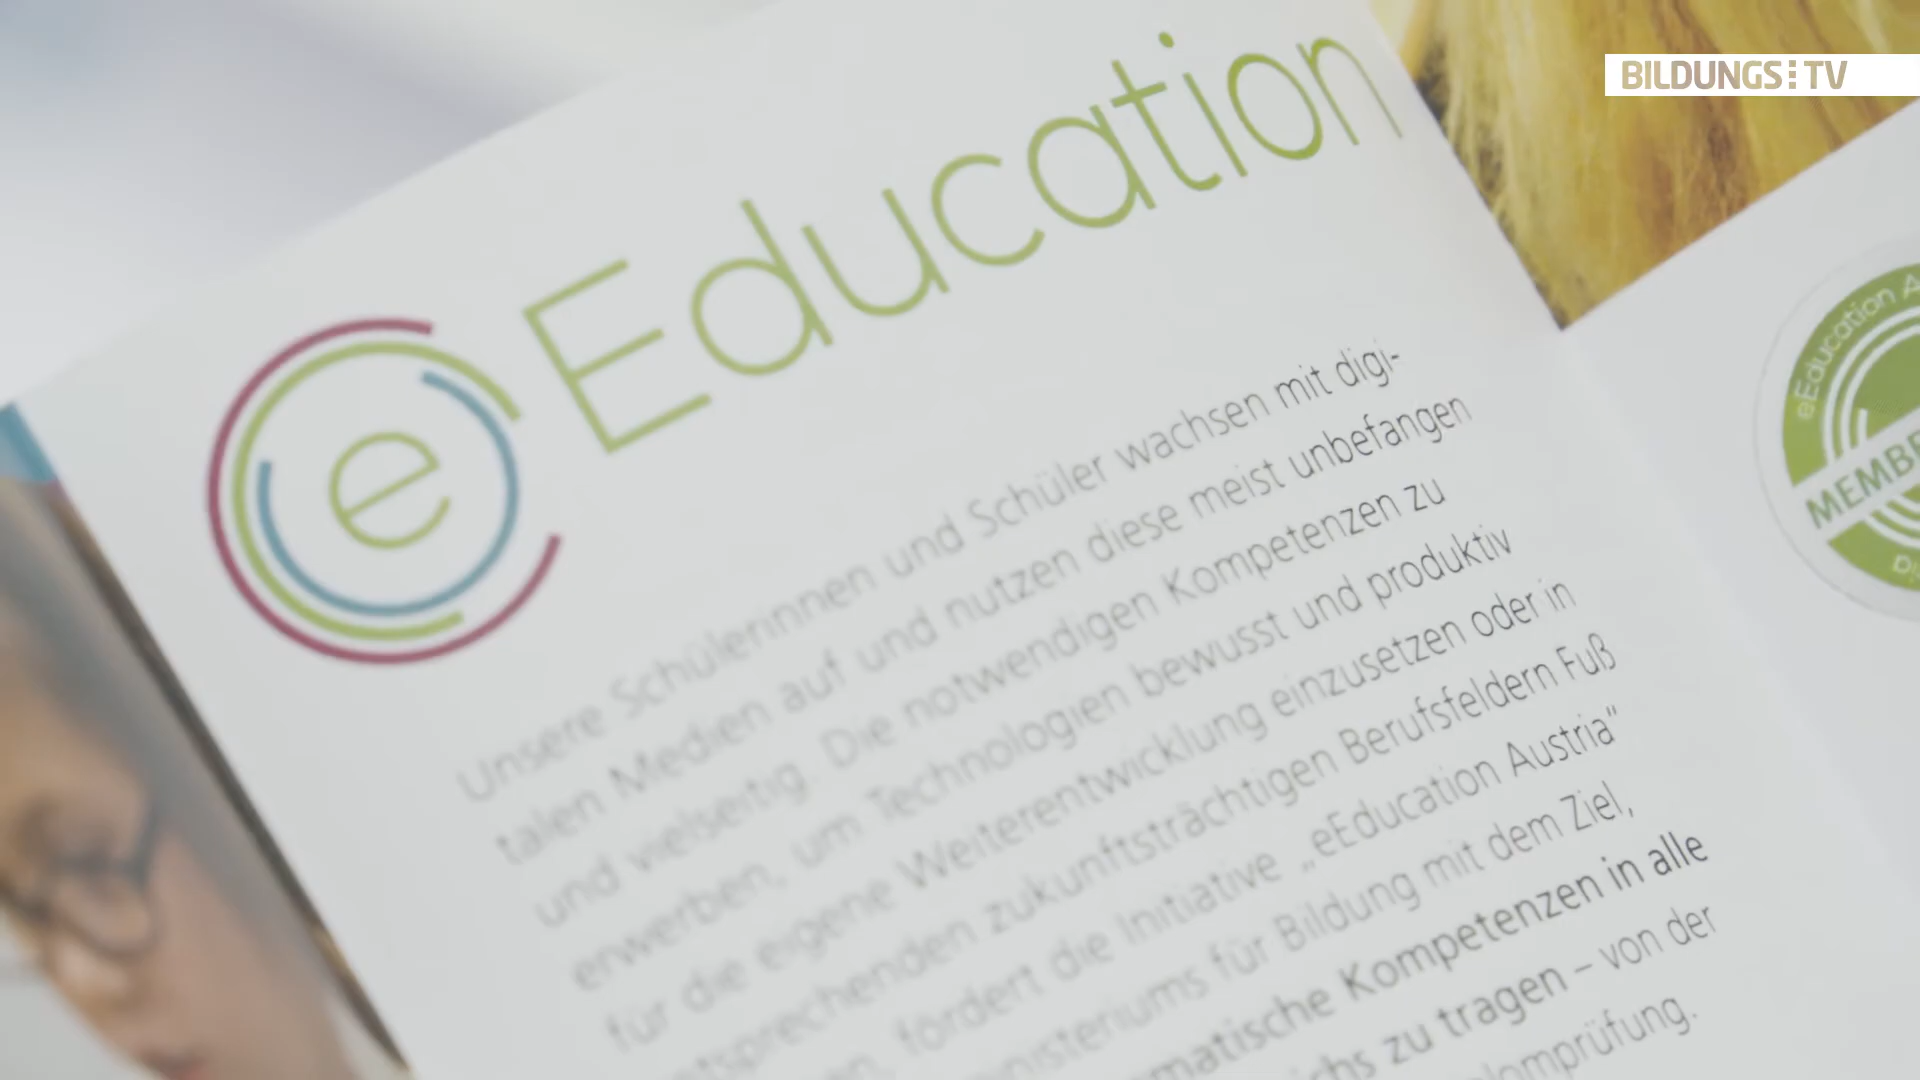 BILDUNGS:TV
eEducation
Unsere Schülerinnen und Schüler wachsen mit digi-
talen Medien auf und nutzen diese meist unbefangen
und vielseitig. Die notwendigen Kompetenzen zu
erwerben, um Technologien bewusst und produktiv
für die eigene Weiterentwicklung einzusetzen oder in
zukunftsträchtigen Berufsfeldern Fuß
fördert die Initiative „eEducation Austria“
für Bildung mit dem Ziel,
Kompetenzen in alle
zu tragen – von der
eEducation